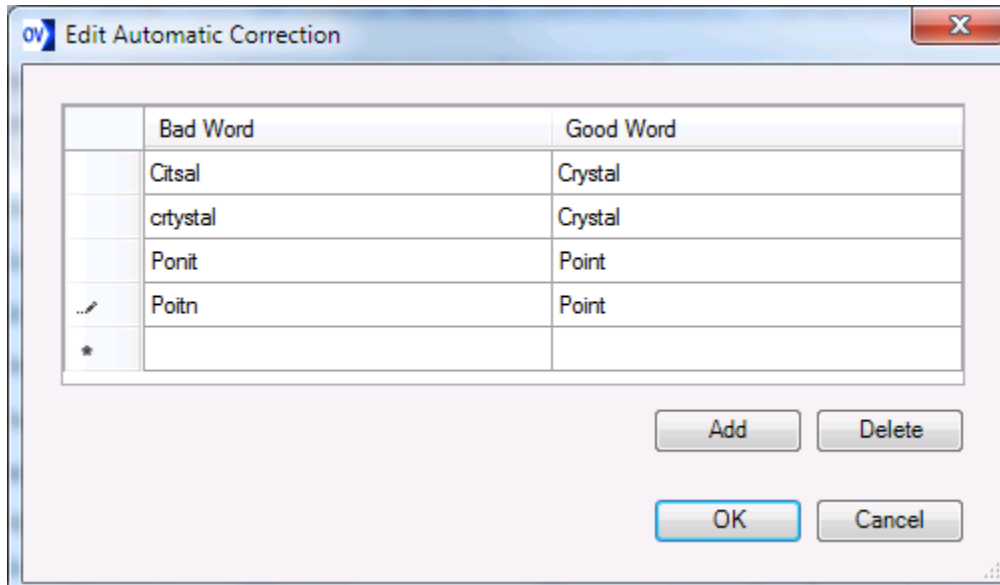 OV Edit Automatic Correction
Bad Word Good Word
Citsal Crystal
crtystal Crystal
Ponit Point
Poitn Point
*
Add Delete
OK Cancel